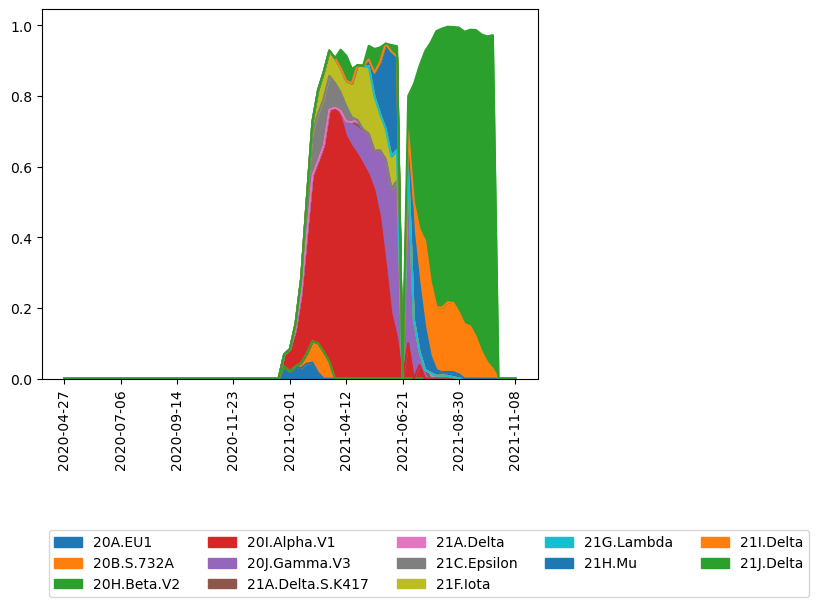 1.0
0.8
0.6
0.4
0.2
0.0
2020-04-27
2020-07-06
2020-09-14
2020-11-23
2021-02-01
2021-04-12
2021-06-21
2021-08-30
2021-11-08
20A.EU1
20B.S.732A
20H.Beta.V2
20I.Alpha.V1
20J.Gamma.V3
21A.Delta.S.K417
21A.Delta
21C.Epsilon
21F.Iota
21G.Lambda
21H.Mu
21I.Delta
21J.Delta